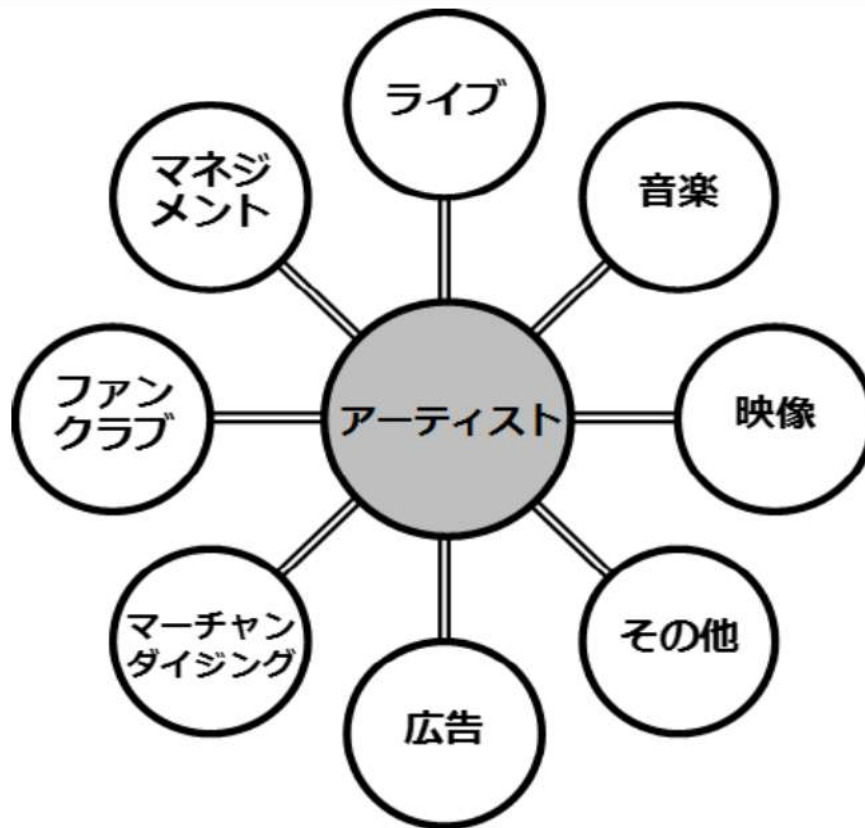 ライブ
マネジ
メント
音楽
ファン
クラブ
アーティスト
映像
マーチャン
ダイジング
その他
広告